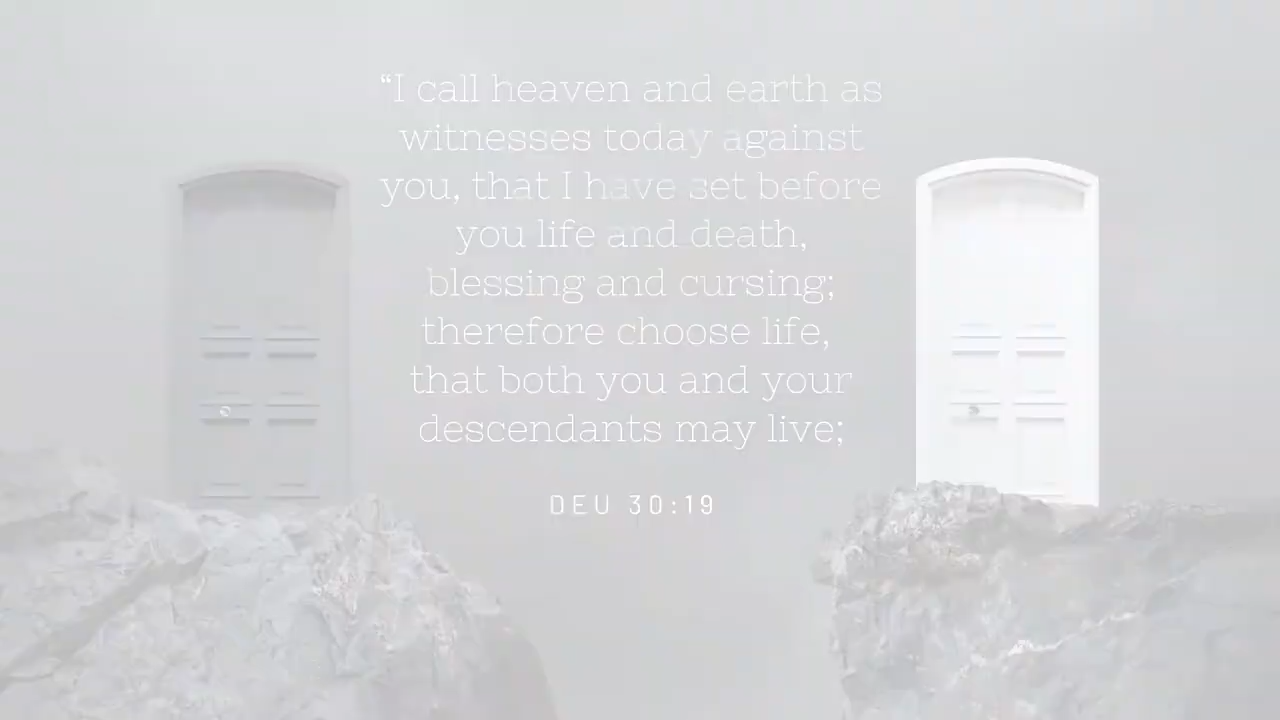 “I call heaven and earth as
witnesses today against
you, that I have set before
you life and death,
blessing and cursing;
therefore choose life,
that both you and your
descendants may live;
DEU 30:19